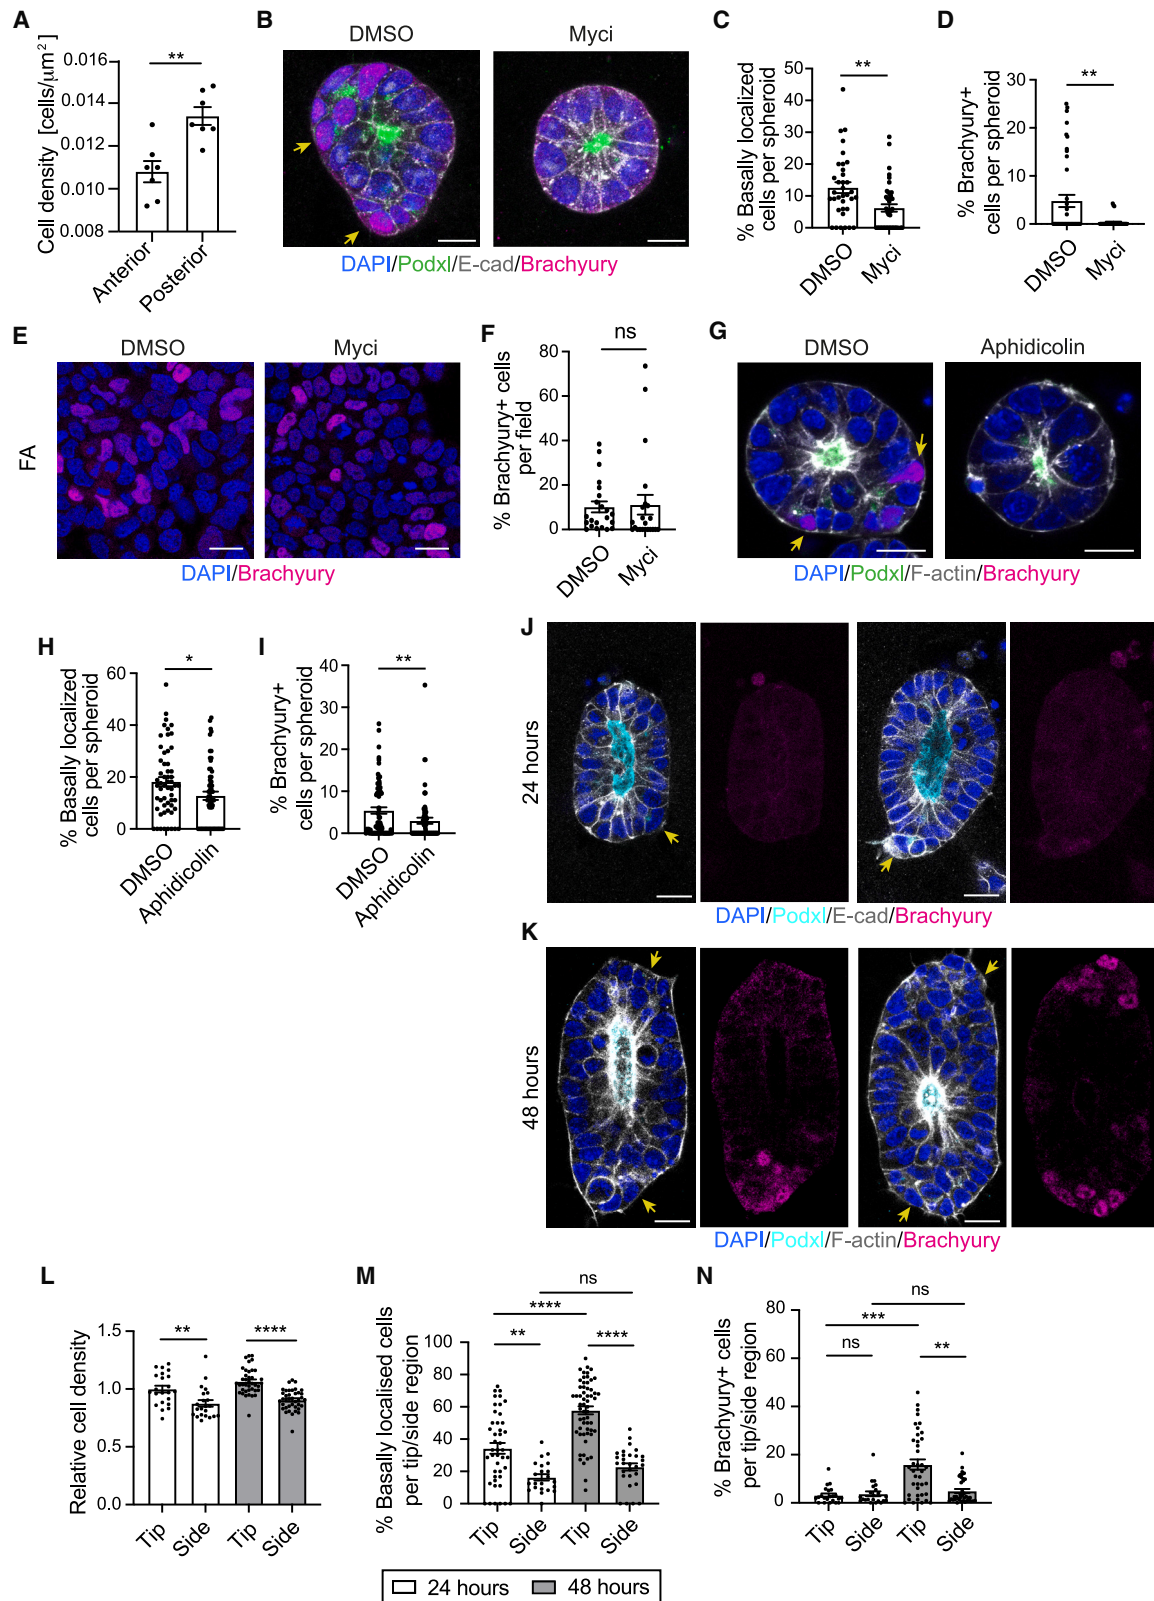 A
Cell density [cells/μm²]
0.016
0.014
0.012
0.010
0.008
**
Anterior
Posterior
B
DMSO
Myci
DAPI/Podxl/E-cad/Brachyury
C
% Basally localized
cells per spheroid
50
40
30
20
10
0
**
DMSO
Myci
D
% Brachyury+
cells per spheroid
30
20
10
0
**
DMSO
Myci
E
DMSO
Myci
FA
DAPI/Brachyury
F
% Brachyury+ cells
per field
80
60
40
20
0
ns
DMSO
Myci
G
DMSO
Aphidicolin
DAPI/Podxl/F-actin/Brachyury
H
% Basally localized
cells per spheroid
60
40
20
0
*
DMSO
Aphidicolin
I
% Brachyury+
cells per spheroid
40
30
20
10
0
**
DMSO
Aphidicolin
J
24 hours
DAPI/Podxl/E-cad/Brachyury
K
48 hours
DAPI/Podxl/F-actin/Brachyury
L
Relative cell density
1.5
1.0
0.5
0.0
**
****
Tip
Side
Tip
Side
M
% Basally localised cells
per tip/side region
100
80
60
40
20
0
ns
****
**
****
Tip
Side
Tip
Side
N
% Brachyury+ cells
per tip/side region
80
60
40
20
0
ns
***
ns
**
Tip
Side
Tip
Side
24 hours
48 hours